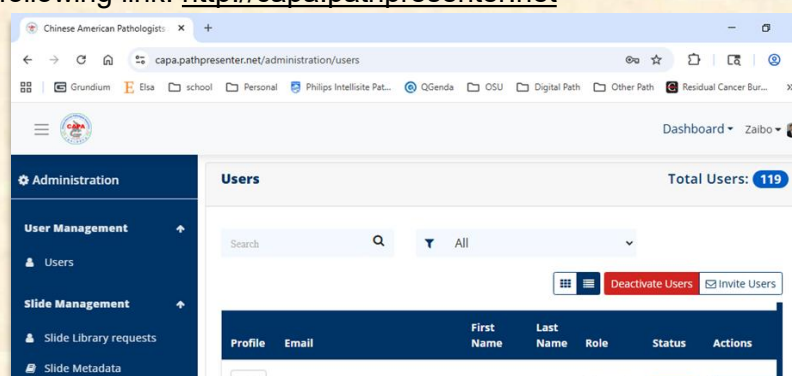 following link: http://capa.pathpresenter.net
Chinese American Pathologists
capa.pathpresenter.net/administration/users
Grundium Elsa school Personal Philips Intellisite Pat... QGenda OSU Digital Path Other Path Residual Cancer Bur...
CAPA
Dashboard Zaibo
Administration
Users
Total Users: 119
User Management
Search
All
Users
Deactivate Users
Invite Users
Slide Management
Slide Library requests
Profile Email First Name Last Name Role Status Actions
Slide Metadata